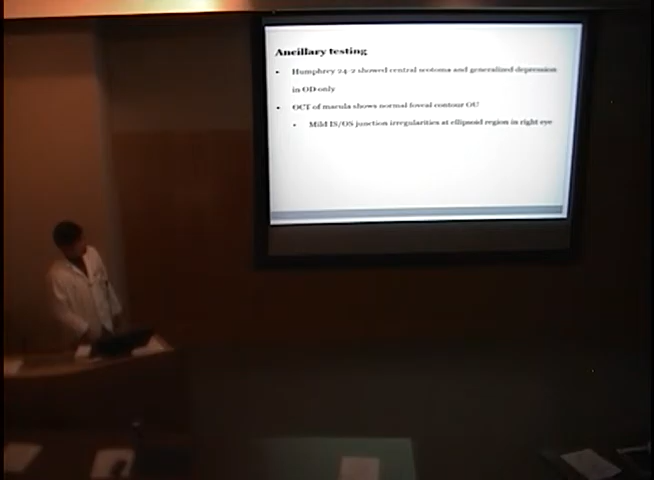 Ancillary testing
• Humphrey 24-2 showed central scotoma and generalized depression
in OD only
• OCT of macula shows normal foveal contour OU
• Mild IS/OS junction irregularities at ellipsoid region in right eye